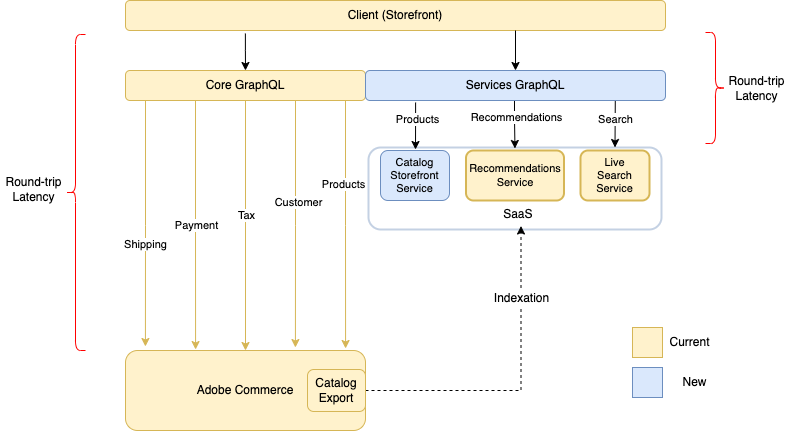 Client (Storefront)
Core GraphQL
Services GraphQL
Round-trip
Latency
Products
Recommendations
Search
Catalog
Storefront
Service
Recommendations
Service
Live
Search
Service
SaaS
Round-trip
Latency
Shipping
Payment
Tax
Customer
Products
Indexation
Adobe Commerce
Catalog
Export
Current
New